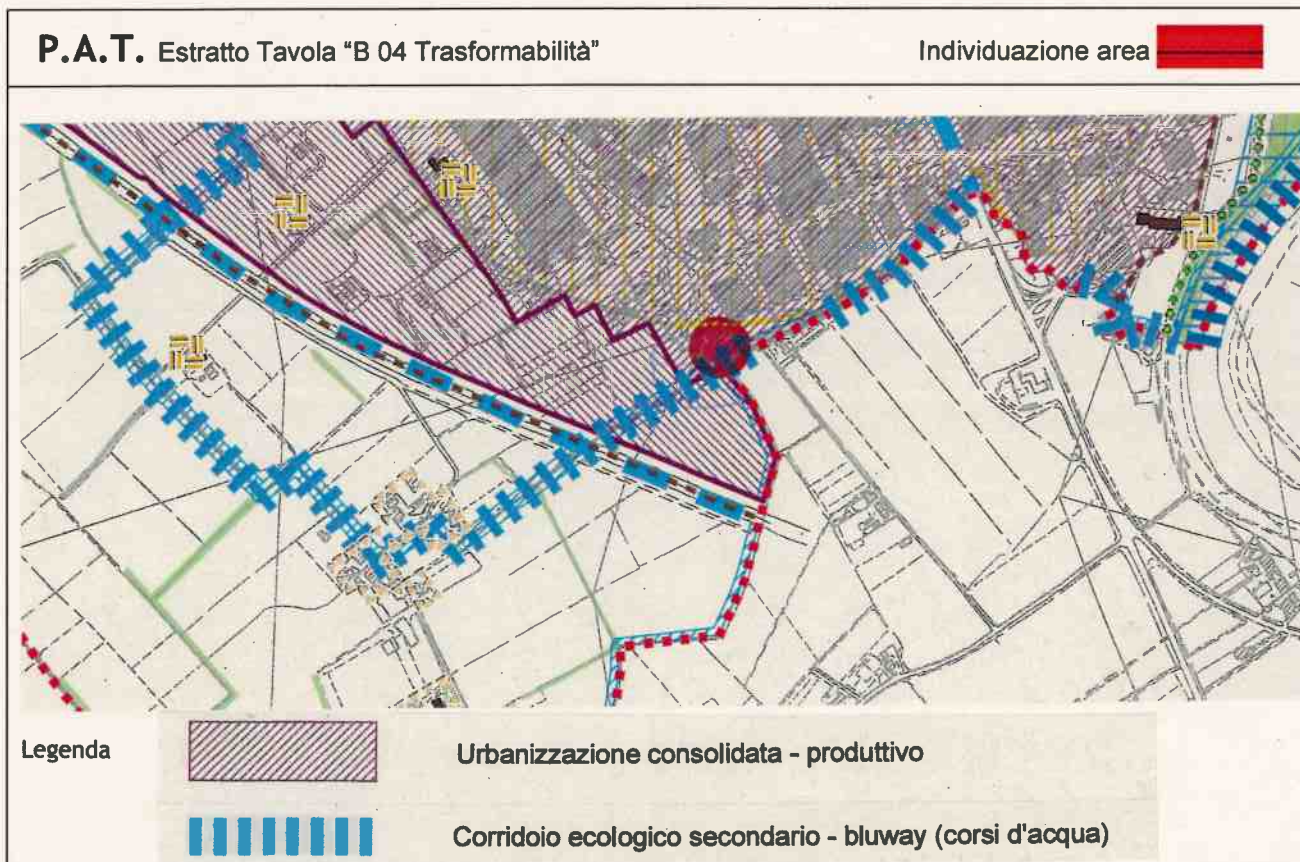 P.A.T. Estratto Tavola "B 04 Trasformabilità" Individuazione area
Legenda
Urbanizzazione consolidata - produttivo
Corridoio ecologico secondario - bluway (corsi d'acqua)